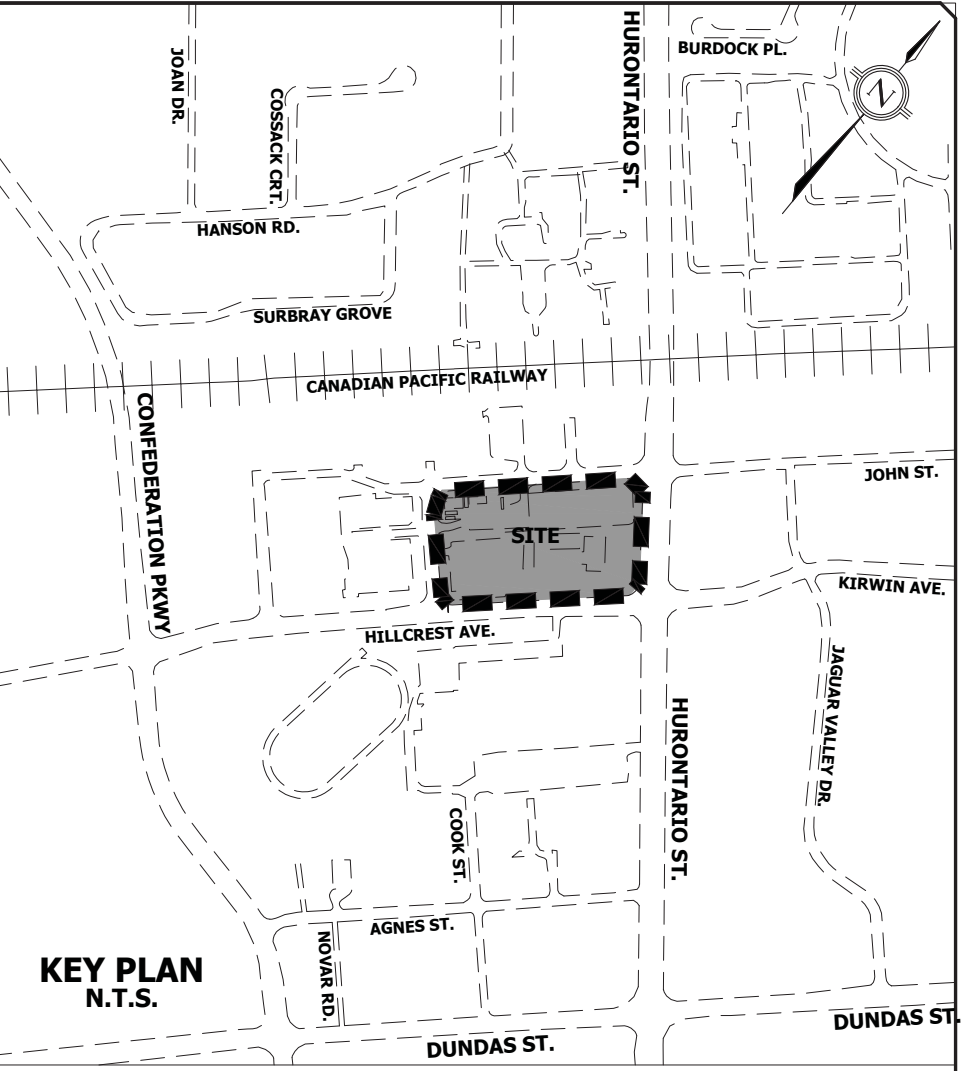 HURONTARIO ST.
BURDOCK PL.
JOAN DR.
COSSACK CRT.
N
HANSON RD.
SURBRAY GROVE
CANADIAN PACIFIC RAILWAY
CONFEDERATION PKWY
JOHN ST.
SITE
KIRWIN AVE.
HILLCREST AVE.
JAGUAR VALLEY DR.
HURONTARIO ST.
COOK ST.
AGNES ST.
NOVAR RD.
KEY PLAN
N.T.S.
DUNDAS ST.
DUNDAS ST.